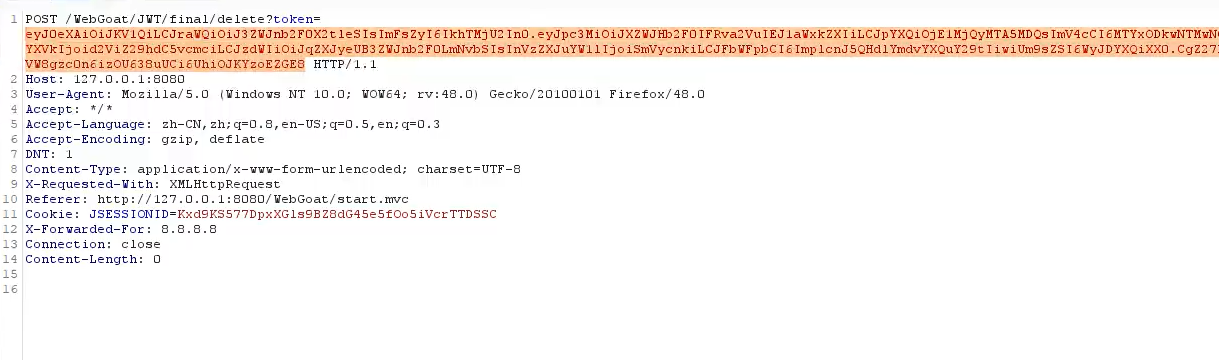 1 POST /WebGoat/JWT/final/delete?token=
eyJ0eXAiOiJKV1QiLCJraWQiOiJ3ZWJnb2F0X2tleSIsImFsZyI6IkhTMjU2In0.eyJpc3MiOiJXZWJHb2F0IFRva2VuIEJ1aWxkZXIiLCJpYXQiOjE1MjQyMTA5MDQsImV4cCI6MTYxODkwNTMwN
YXVkIjoid2ViZ29hdC5vcmciLCJzdWIiOiJqZXJyeUB3ZWJnb2F0LmNvbSIsInVzZXJuYW1lIjoiSmVycnkiLCJFbWFpbCI6ImplcnJ5QHdlYmdvYXQuY29tIiwiUm9sZSI6WyJDYXQiXX0.CgZ27
VW8gzc0n6izOU638uUCi6UhiOJKYzoEZGE8 HTTP/1.1
2 Host: 127.0.0.1:8080
3 User-Agent: Mozilla/5.0 (Windows NT 10.0; WOW64; rv:48.0) Gecko/20100101 Firefox/48.0
4 Accept: */*
5 Accept-Language: zh-CN,zh;q=0.8,en-US;q=0.5,en;q=0.3
6 Accept-Encoding: gzip, deflate
7 DNT: 1
8 Content-Type: application/x-www-form-urlencoded; charset=UTF-8
9 X-Requested-With: XMLHttpRequest
10 Referer: http://127.0.0.1:8080/WebGoat/start.mvc
11 Cookie: JSESSIONID=Kxd9KS577DpxXGls9BZ8dG45e5fOo5iVcrTTDSSC
12 X-Forwarded-For: 8.8.8.8
13 Connection: close
14 Content-Length: 0
15
16